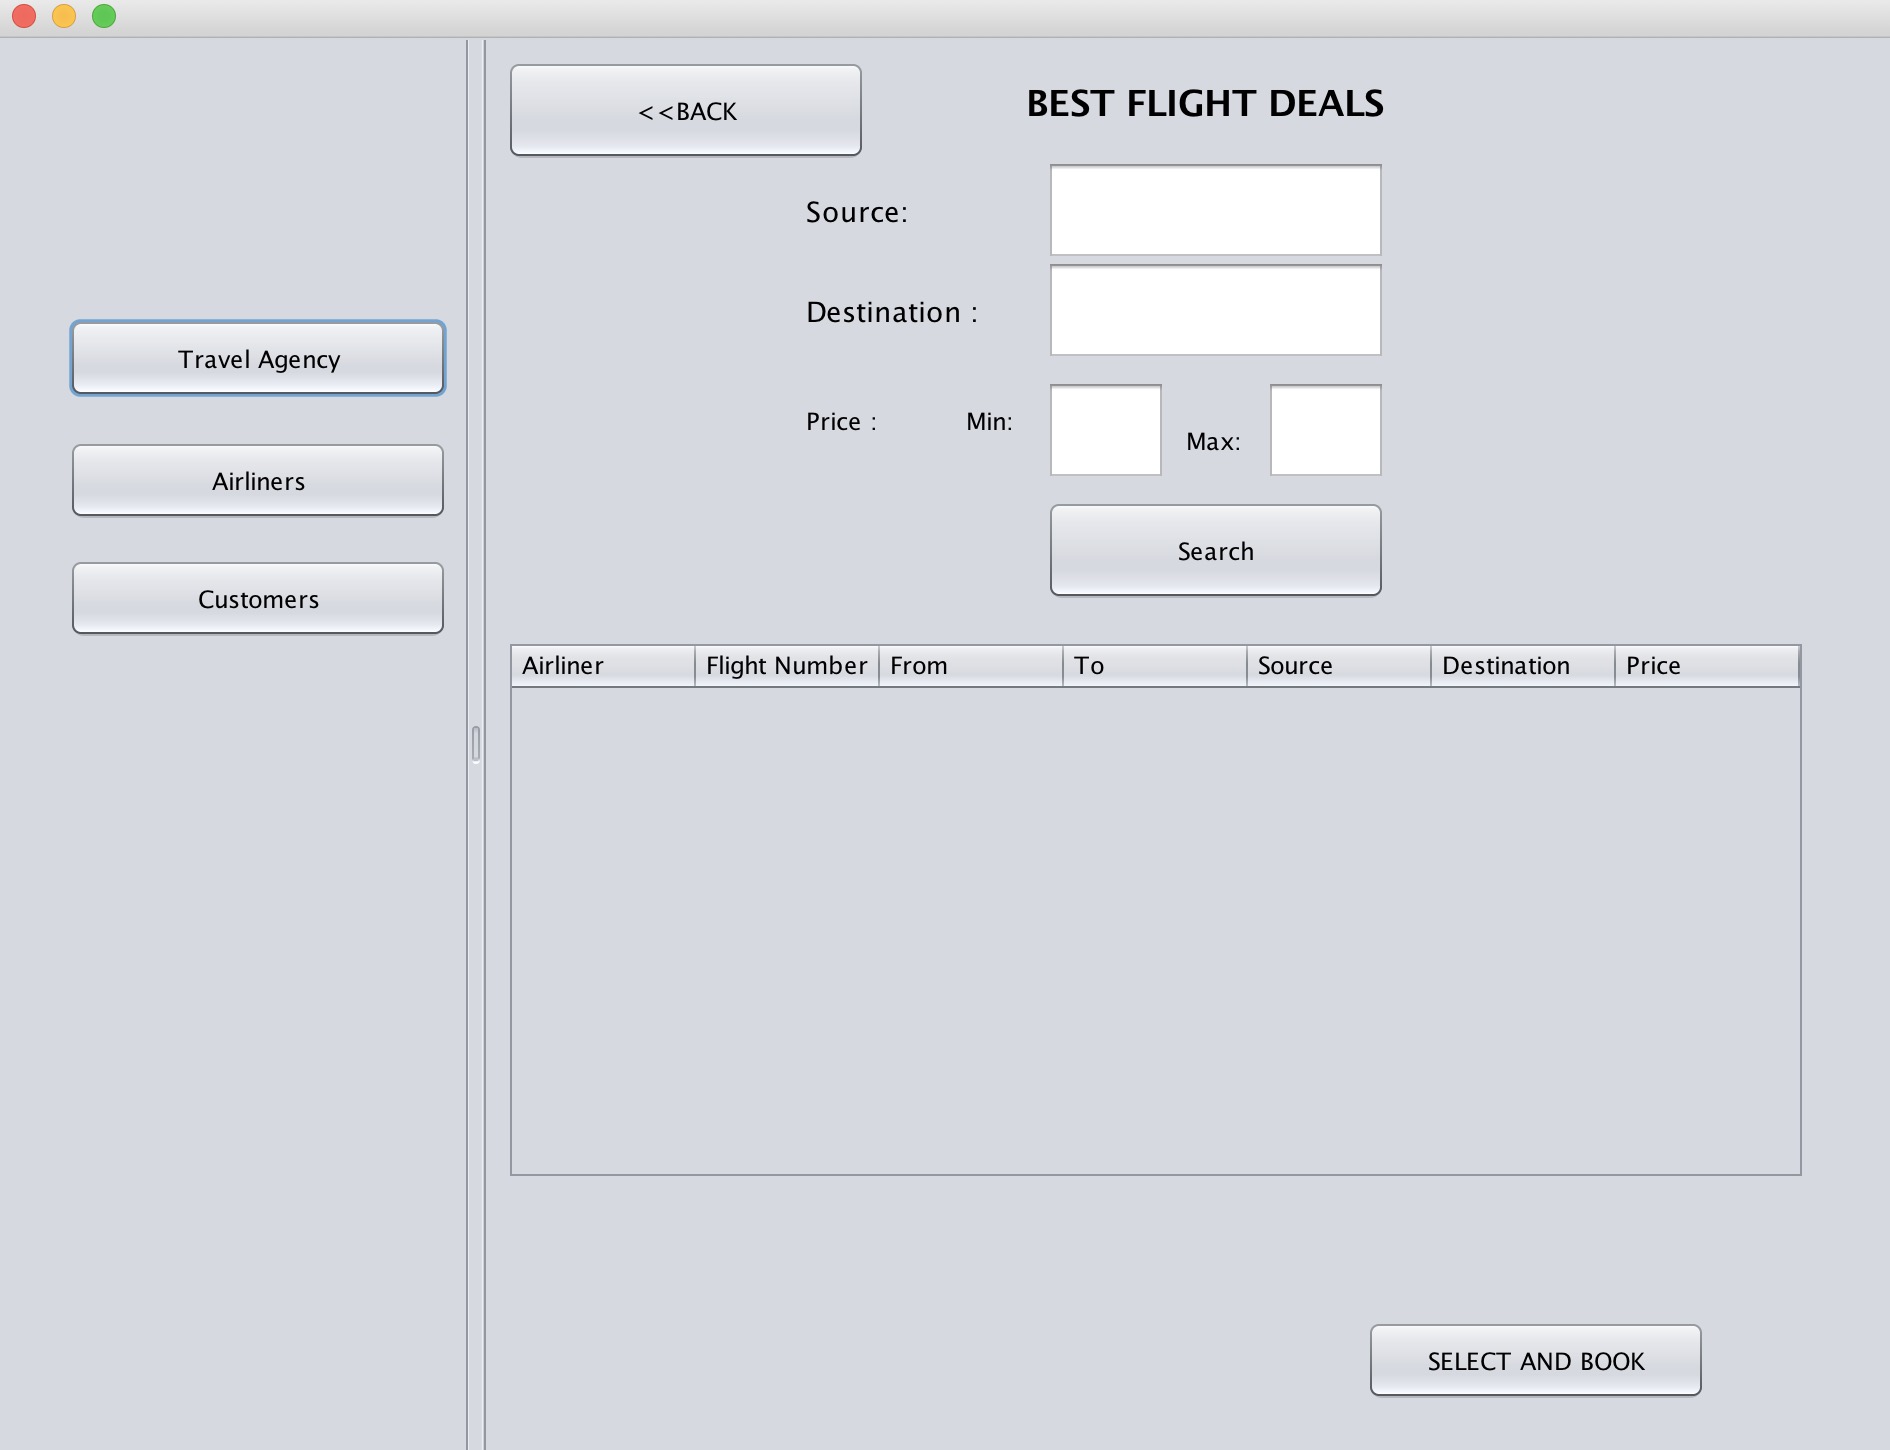 <<BACK
BEST FLIGHT DEALS
Source:
Destination :
Price : Min: Max:
Search
Travel Agency
Airliners
Customers
Airliner Flight Number From To Source Destination Price
SELECT AND BOOK